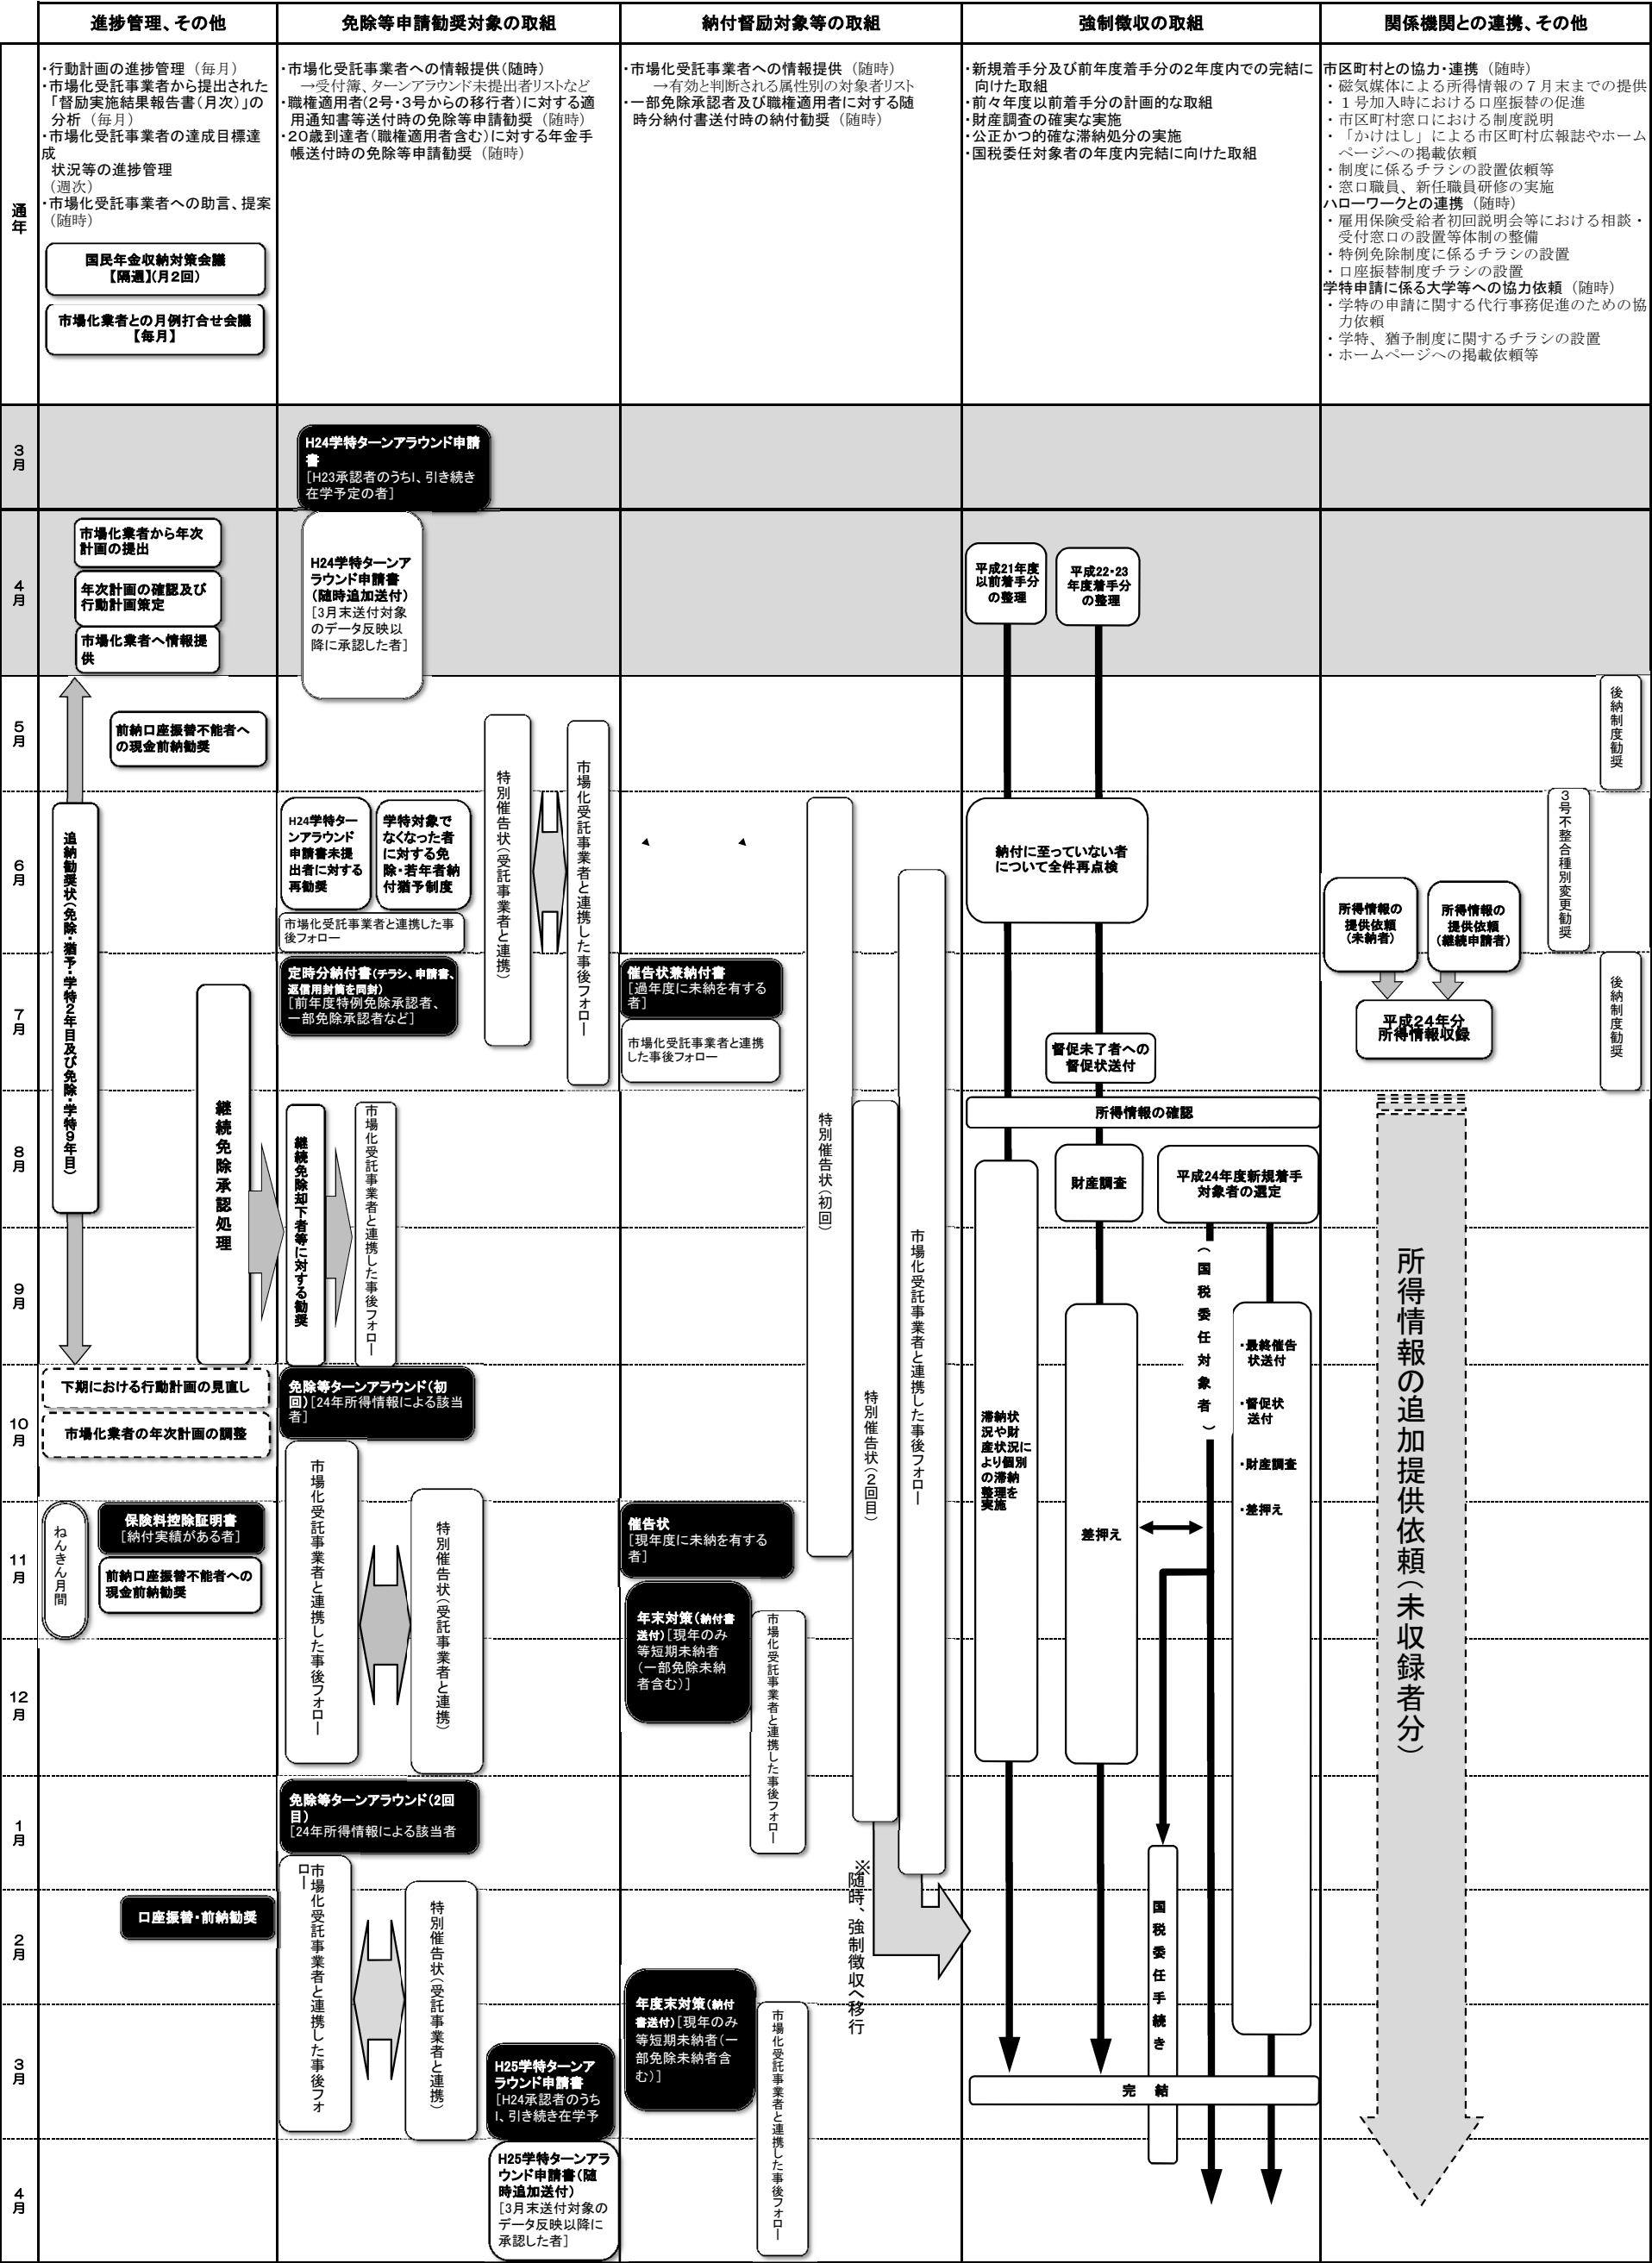 進捗管理、その他
免除等申請勧奨対象の取組
納付督励対象等の取組
強制徴収の取組
関係機関との連携、その他
通年
・行動計画の進捗管理（毎月）
・市場化受託事業者から提出された
「督励実施結果報告書（月次）」の
分析（毎月）
・市場化受託事業者の達成目標達
成
状況等の進捗管理
（週次）
・市場化受託事業者への助言、提案
（随時）
国民年金収納対策会議
【隔週】（月２回）
市場化業者との月例打合せ会議
【毎月】
・市場化受託事業者への情報提供（随時）
→受付簿、ターンアラウンド未提出者リストなど
・職権適用者（２号・３号からの移行者）に対する適
用通知書等送付時の免除等申請勧奨（随時）
・２０歳到達者（職権適用者含む）に対する年金手
帳送付時の免除等申請勧奨（随時）
・市場化受託事業者への情報提供（随時）
→有効と判断される属性別の対象者リスト
・一部免除承認者及び職権適用者に対する随
時分納付書送付時の納付勧奨（随時）
・新規着手分及び前年度着手分の２年度内での完結に
向けた取組
・前々年度以前着手分の計画的な取組
・財産調査の確実な実施
・公正かつ的確な滞納処分の実施
・国税委任対象者の年度内完結に向けた取組
市区町村との協力・連携（随時）
・磁気媒体による所得情報の７月末までの提供
・１号加入時における口座振替の促進
・市区町村窓口における制度説明
・「かけはし」による市区町村広報誌やホーム
ページへの掲載依頼
・制度に係るチラシの設置依頼等
・窓口職員、新任職員研修の実施
ハローワークとの連携（随時）
・雇用保険受給者初回説明会等における相談・
受付窓口の設置等体制の整備
・特例免除制度に係るチラシの設置
・口座振替制度チラシの設置
学特申請に係る大学等への協力依頼（随時）
・学特の申請に関する代行事務促進のための協
力依頼
・学特、猶予制度に関するチラシの設置
・ホームページへの掲載依頼等
３月
H24学特ターンアラウンド申請
書
［H23承認者のうちI、引き続き
在学予定の者］
４月
市場化業者から年次
計画の提出
年次計画の確認及び
行動計画策定
市場化業者へ情報提
供
H24学特ターンア
ラウンド申請書
（随時追加送付）
［3月末送付対象
のデータ反映以
降に承認した者］
平成21年度
以前着手分
の整理
平成22・23
年度着手分
の整理
５月
前納口座振替不能者へ
の現金前納勧奨
特別催告状（受託事業者と連携）
市場化受託事業者と連携した事後フォロー
後納制度勧奨
６月
追納勧奨状（免除・猶予・学特２年目及び免除・学特９年目）
H24学特ター
ンアラウンド
申請書未提
出者に対する
再勧奨
学特対象で
なくなった者
に対する免
除・若年者納
付猶予制度
市場化受託事業者と連携した事
後フォロー
特別催告状（初回）
市場化受託事業者と連携した事後フォロー
納付に至っていない者
について全件再点検
３号不整合種別変更勧奨
所得情報の
提供依頼
（未納者）
所得情報の
提供依頼
（継続申請者）
７月
継続免除承認処理
定時分納付書（チラシ、申請書、
返信用封筒を同封）
［前年度特例免除承認者、
一部免除承認者など］
催告状兼納付書
［過年度に未納を有する
者］
市場化受託事業者と連携
した事後フォロー
督促未了者への
督促状送付
平成２４年分
所得情報収録
後納制度勧奨
８月
継続免除却下者等に対する勧奨
市場化受託事業者と連携した事後フォロー
特別催告状（２回目）
所得情報の確認
財産調査
平成24年度新規着手
対象者の選定
所得情報の追加提供依頼（未収録者分）
９月
滞納状
況や財
産状況に
より個別
の滞納
整理を
実施
差押え
（国税委任対象者）
・最終催告
状送付
・督促状
送付
・財産調査
・差押え
１０月
下期における行動計画の見直し
市場化業者の年次計画の調整
免除等ターンアラウンド（初
回）［24年所得情報による該当
者］
市場化受託事業者と連携した事後フォロー
特別催告状（受託事業者と連携）
１１月
ねんきん月間
保険料控除証明書
［納付実績がある者］
前納口座振替不能者への
現金前納勧奨
催告状
［現年度に未納を有する
者］
年末対策（納付書
送付）［現年のみ
等短期未納者
（一部免除未納
者含む）］
市場化受託事業者と連携した事後フォロー
１２月
１月
免除等ターンアラウンド（２回
目）
［24年所得情報による該当者
市場化受託事業者と連携した事後フォ
ロー
特別催告状（受託事業者と連携）
※随時、強制徴収へ移行
国税委任手続き
２月
口座振替・前納勧奨
年度末対策（納付
書送付）［現年のみ
等短期未納者（一
部免除未納者含
む）］
市場化受託事業者と連携した事後フォロー
３月
H25学特ターンア
ラウンド申請書
［H24承認者のうち
I、引き続き在学予
完　結
４月
H25学特ターンアラ
ウンド申請書（随
時追加送付）
［3月末送付対象の
データ反映以降に
承認した者］